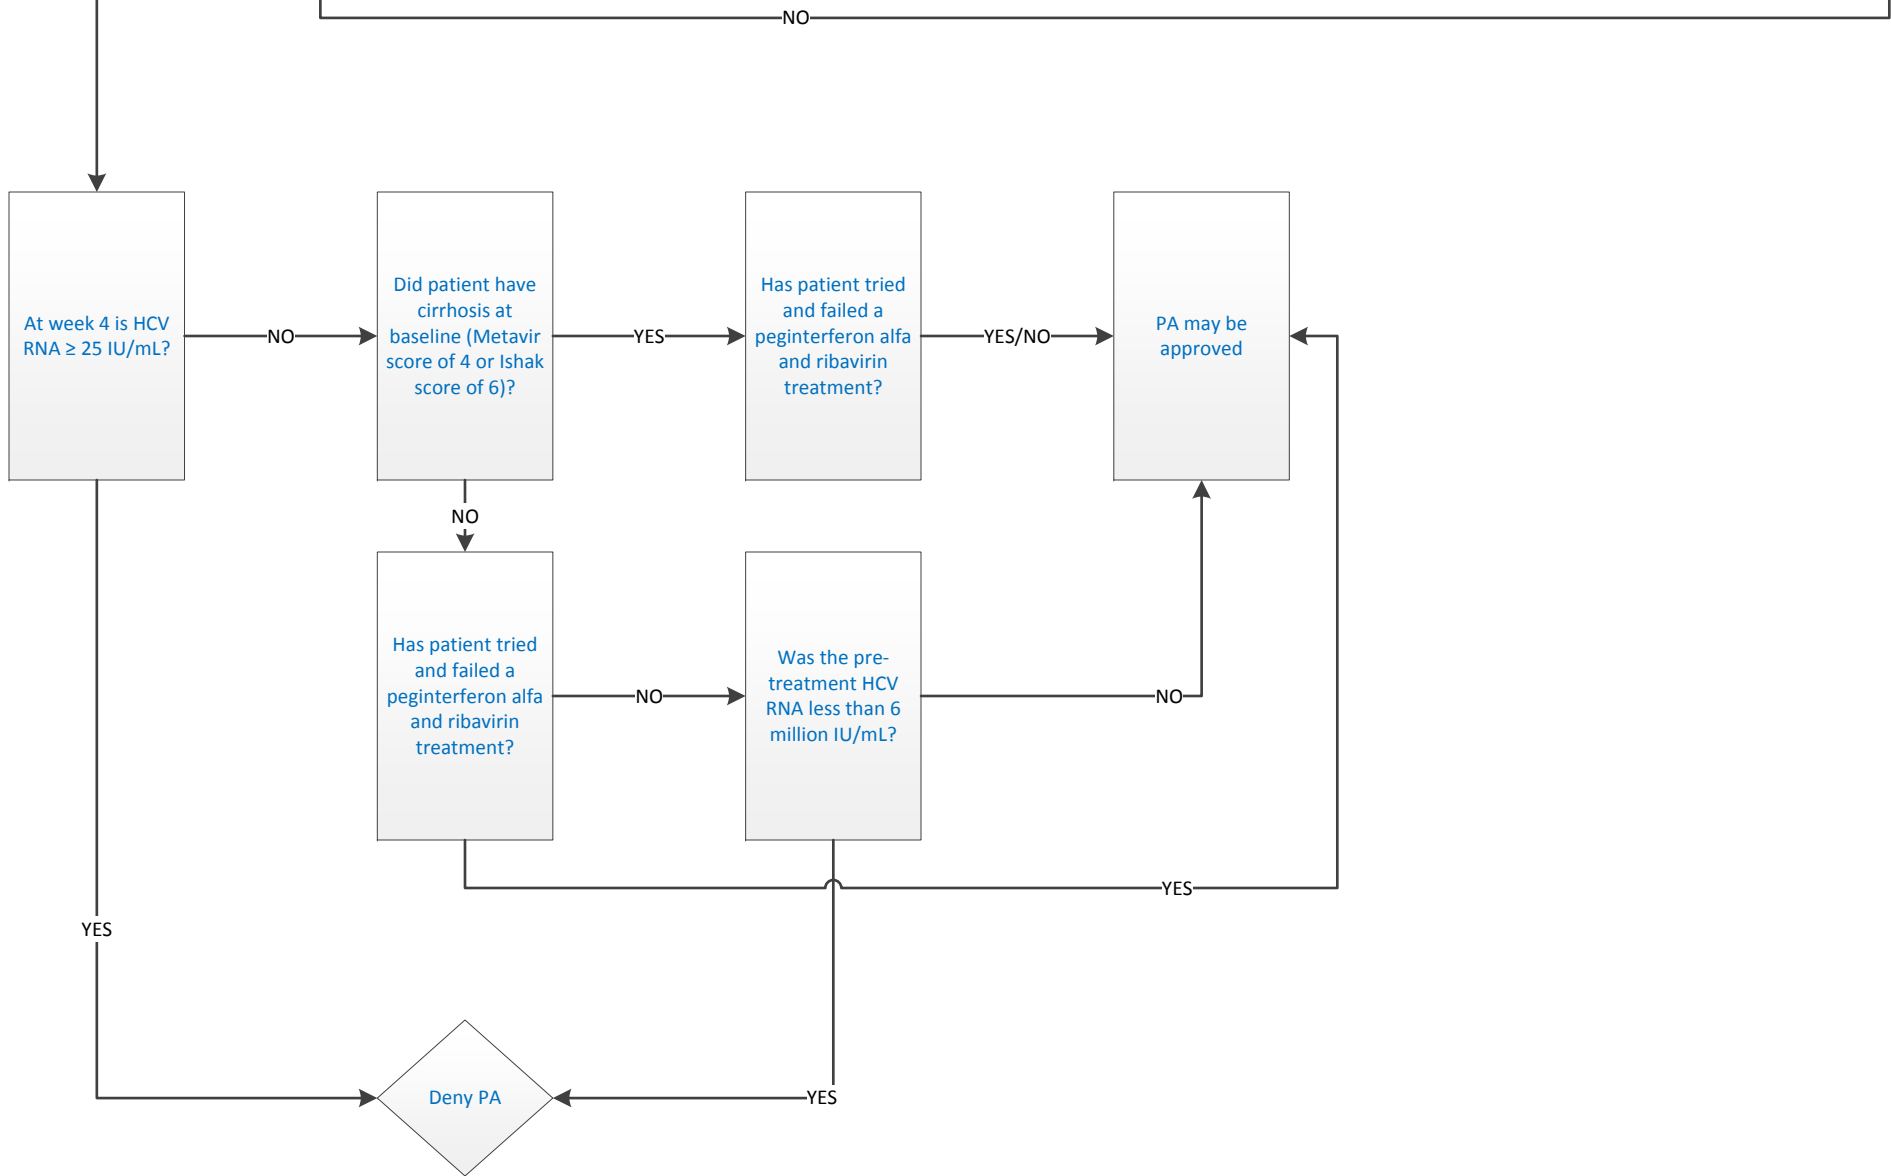 NO
At week 4 is HCV
RNA ≥ 25 IU/mL?
NO
Did patient have
cirrhosis at
baseline (Metavir
score of 4 or Ishak
score of 6)?
YES
Has patient tried
and failed a
peginterferon alfa
and ribavirin
treatment?
YES/NO
PA may be
approved
NO
Has patient tried
and failed a
peginterferon alfa
and ribavirin
treatment?
NO
Was the pre-
treatment HCV
RNA less than 6
million IU/mL?
NO
YES
YES
Deny PA
YES